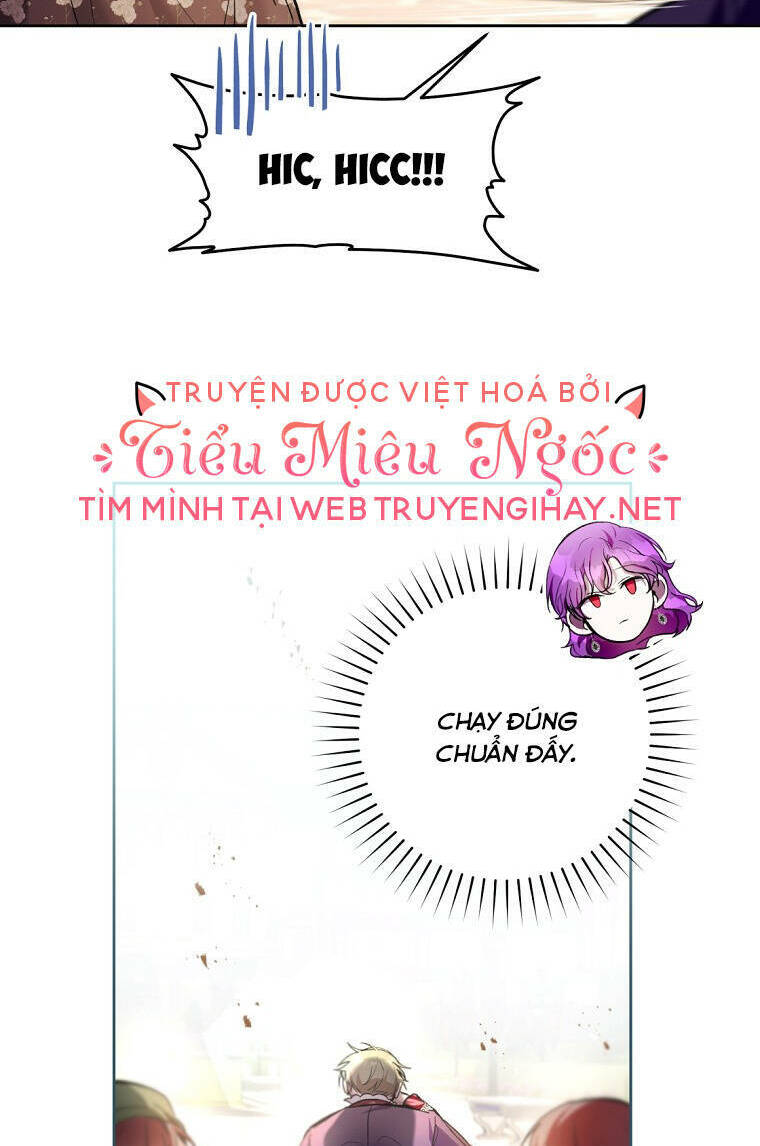 HIC, HICC!!!
TRUYỆN ĐƯỢC VIỆT HOÁ BỞI
Tiểu Miêu Ngốc
TÌM MÌNH TẠI WEB TRUYENGIHAY.NET
CHẠY ĐÚNG
CHUẨN ĐẤY.